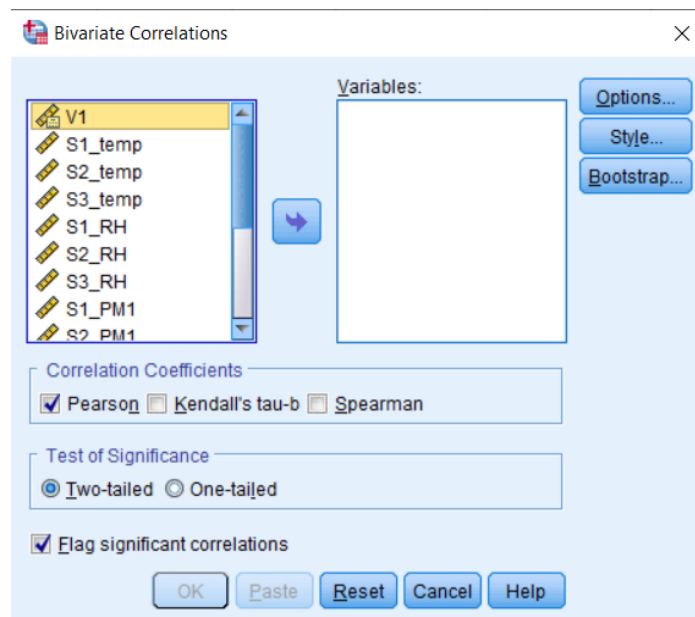 Bivariate Correlations
Variables:
V1
S1_temp
S2_temp
S3_temp
S1_RH
S2_RH
S3_RH
S1_PM1
S2_PM1
Options...
Style...
Bootstrap...
Correlation Coefficients
Pearson Kendall's tau-b Spearman
Test of Significance
Two-tailed One-tailed
Flag significant correlations
OK Paste Reset Cancel Help